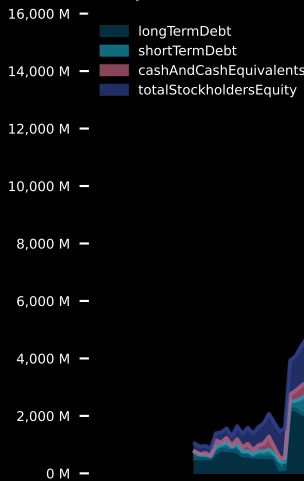 16,000 M
longTermDebt
shortTermDebt
14,000 M
cashAndCashEquivalents
totalStockholdersEquity
12,000 M
10,000 M
8,000 M
6,000 M
4,000 M
2,000 M
0 M